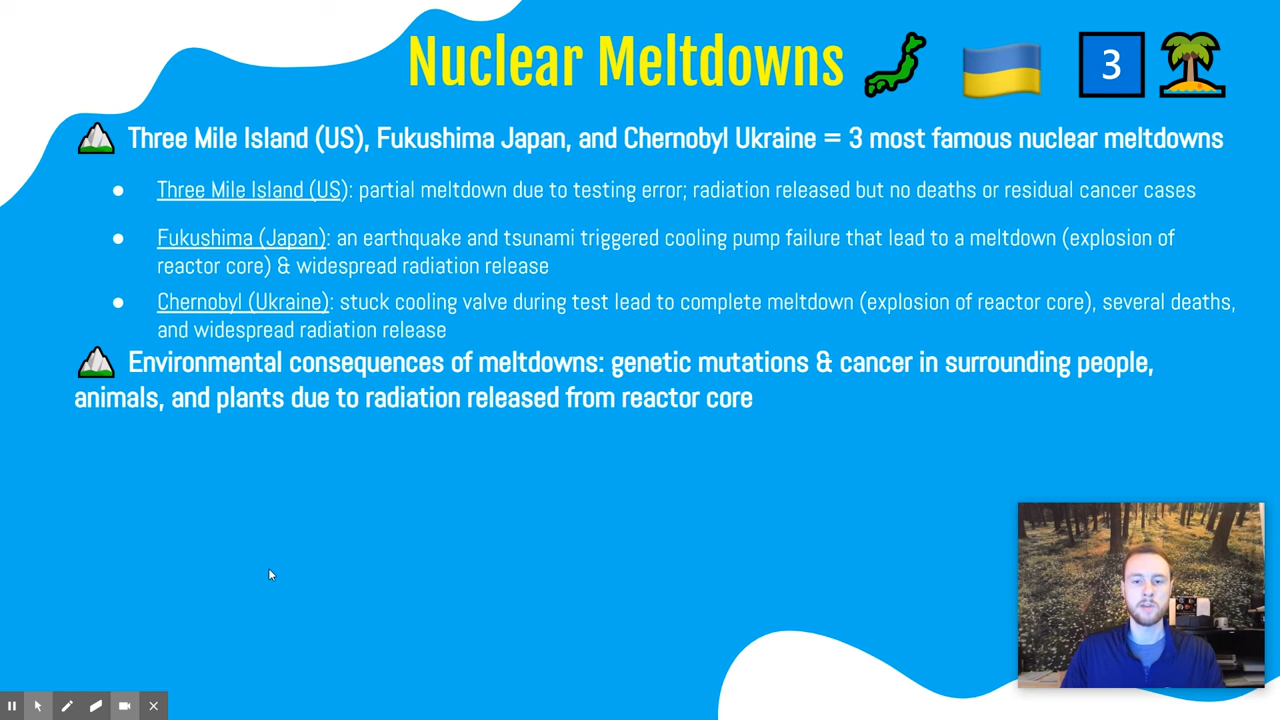 Nuclear Meltdowns 3
Three Mile Island (US), Fukushima Japan, and Chernobyl Ukraine = 3 most famous nuclear meltdowns
● Three Mile Island (US): partial meltdown due to testing error; radiation released but no deaths or residual cancer cases
● Fukushima (Japan): an earthquake and tsunami triggered cooling pump failure that lead to a meltdown (explosion of
reactor core) & widespread radiation release
● Chernobyl (Ukraine): stuck cooling valve during test lead to complete meltdown (explosion of reactor core), several deaths,
and widespread radiation release
Environmental consequences of meltdowns: genetic mutations & cancer in surrounding people,
animals, and plants due to radiation released from reactor core